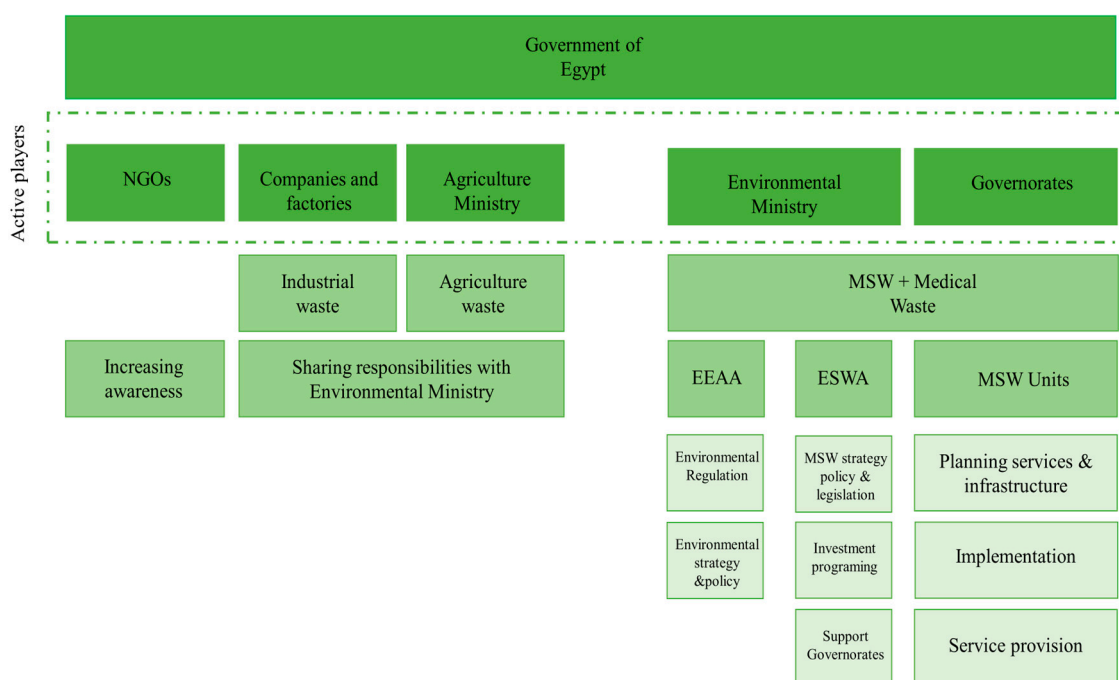 Government of
Egypt
Active players
NGOs
Companies and
factories
Agriculture
Ministry
Environmental
Ministry
Governorates
Industrial
waste
Agriculture
waste
MSW + Medical
Waste
Increasing
awareness
Sharing responsibilities with
Environmental Ministry
EEAA
ESWA
MSW Units
Environmental
Regulation
MSW strategy
policy &
legislation
Planning services &
infrastructure
Environmental
strategy
&policy
Investment
programing
Implementation
Support
Governorates
Service provision